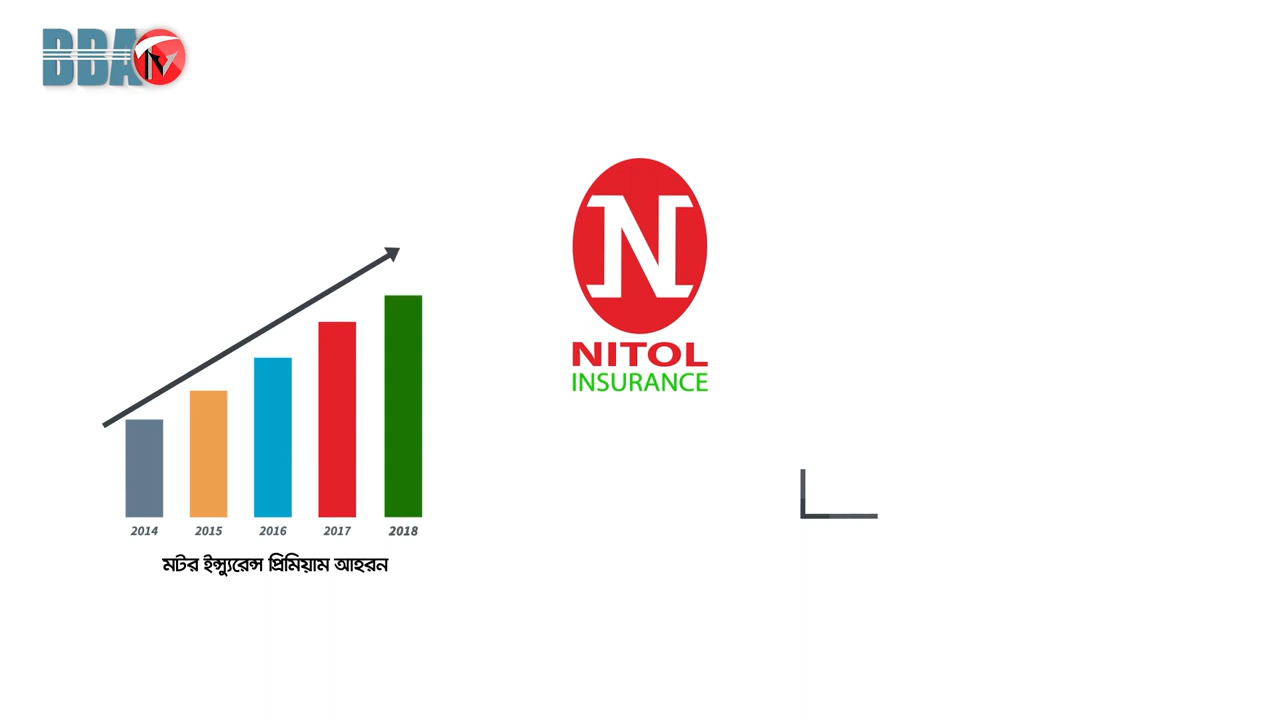 BBA TV
N
NITOL
INSURANCE
2014 2015 2016 2017 2018
মটর ইন্স্যুরেন্স প্রিমিয়াম আহরন